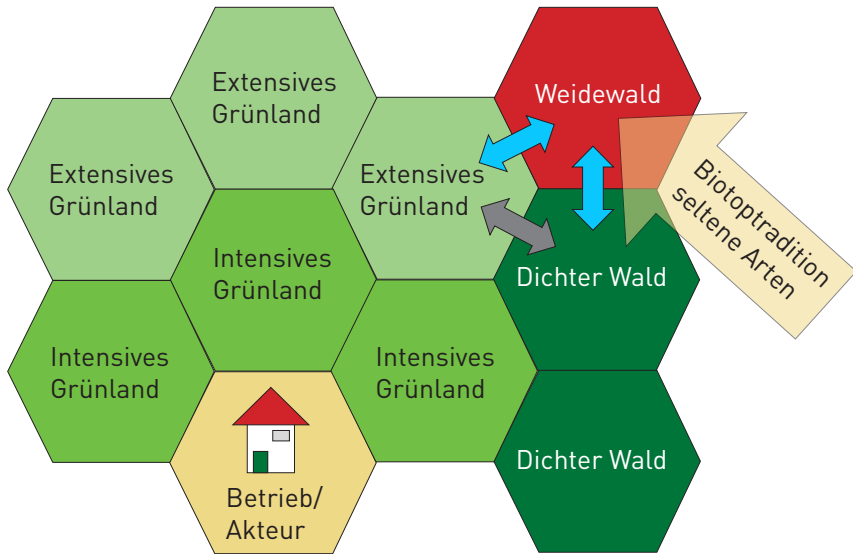 Extensives
Grünland
Weidewald
Extensives
Grünland
Extensives
Grünland
Biotoptradition
seltene Arten
Intensives
Grünland
Dichter Wald
Intensives
Grünland
Intensives
Grünland
Dichter Wald
Betrieb/
Akteur